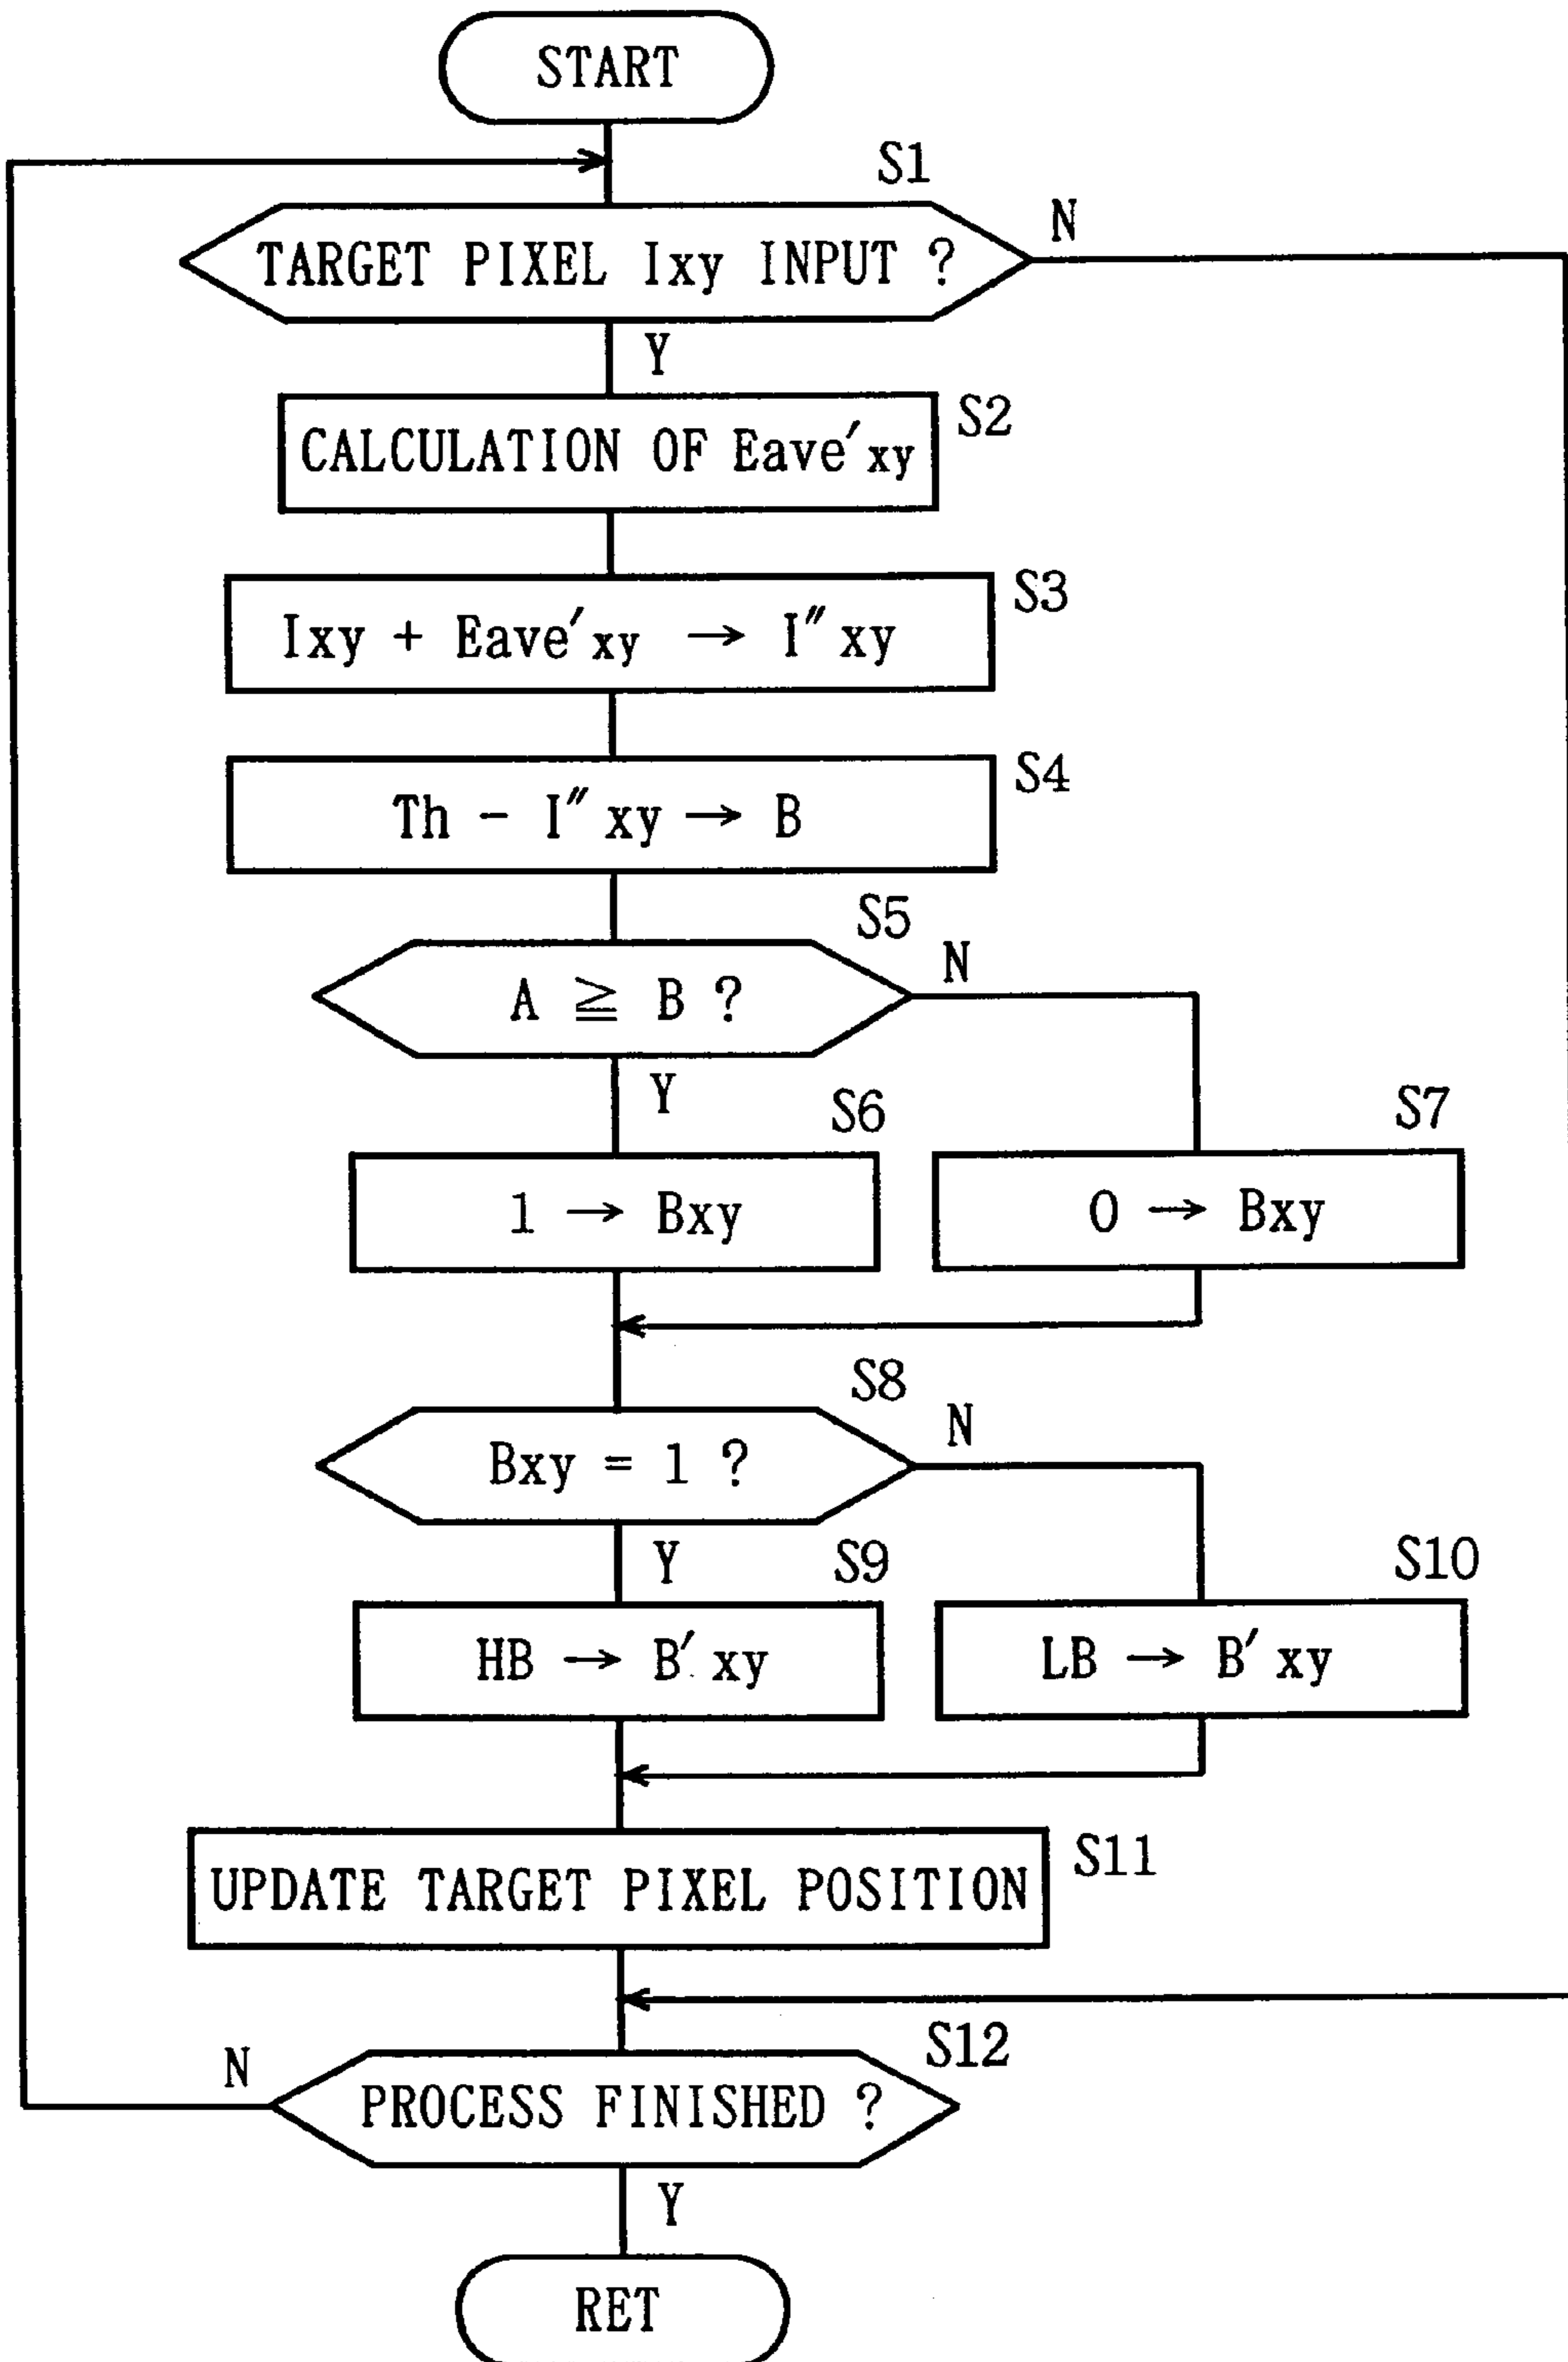 START
S1
TARGET PIXEL Ixy INPUT ?
N
Y
S2
CALCULATION OF Eave′xy
S3
Ixy + Eave′xy → I″xy
S4
Th - I″xy → B
S5
A ≧ B ?
N
Y
S6
S7
1 → Bxy
0 → Bxy
S8
Bxy = 1 ?
N
Y
S9
S10
HB → B′xy
LB → B′xy
S11
UPDATE TARGET PIXEL POSITION
S12
N
PROCESS FINISHED ?
Y
RET